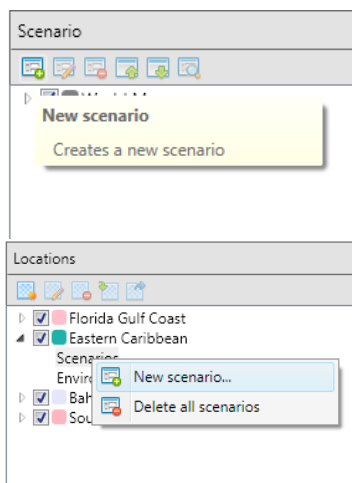 Scenario
New scenario
Creates a new scenario
Locations
Florida Gulf Coast
Eastern Caribbean
Scenarios
New scenario...
Delete all scenarios